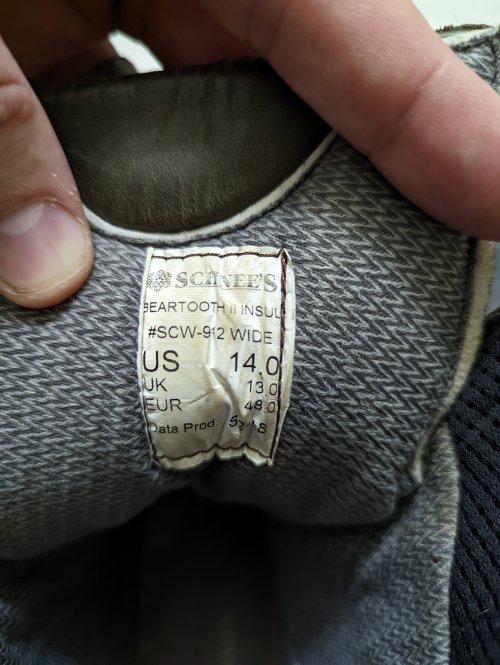 SCHNEE'S
BEARTOOTH II INSUL
#SCW-912 WIDE
US 14.0
UK 13.0
EUR 48.0
Data Prod.